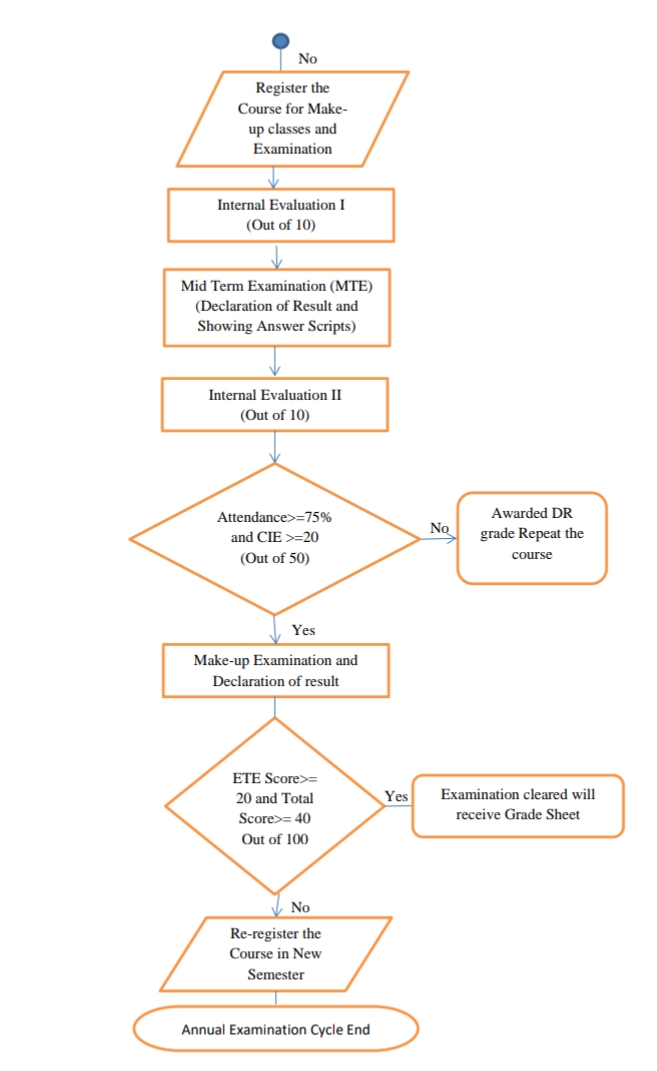 No
Register the
Course for Make-
up classes and
Examination
Internal Evaluation I
(Out of 10)
Mid Term Examination (MTE)
(Declaration of Result and
Showing Answer Scripts)
Internal Evaluation II
(Out of 10)
Attendance>=75%
and CIE >=20
(Out of 50)
No
Awarded DR
grade Repeat the
course
Yes
Make-up Examination and
Declaration of result
ETE Score>=
20 and Total
Score>= 40
Out of 100
Yes
Examination cleared will
receive Grade Sheet
No
Re-register the
Course in New
Semester
Annual Examination Cycle End